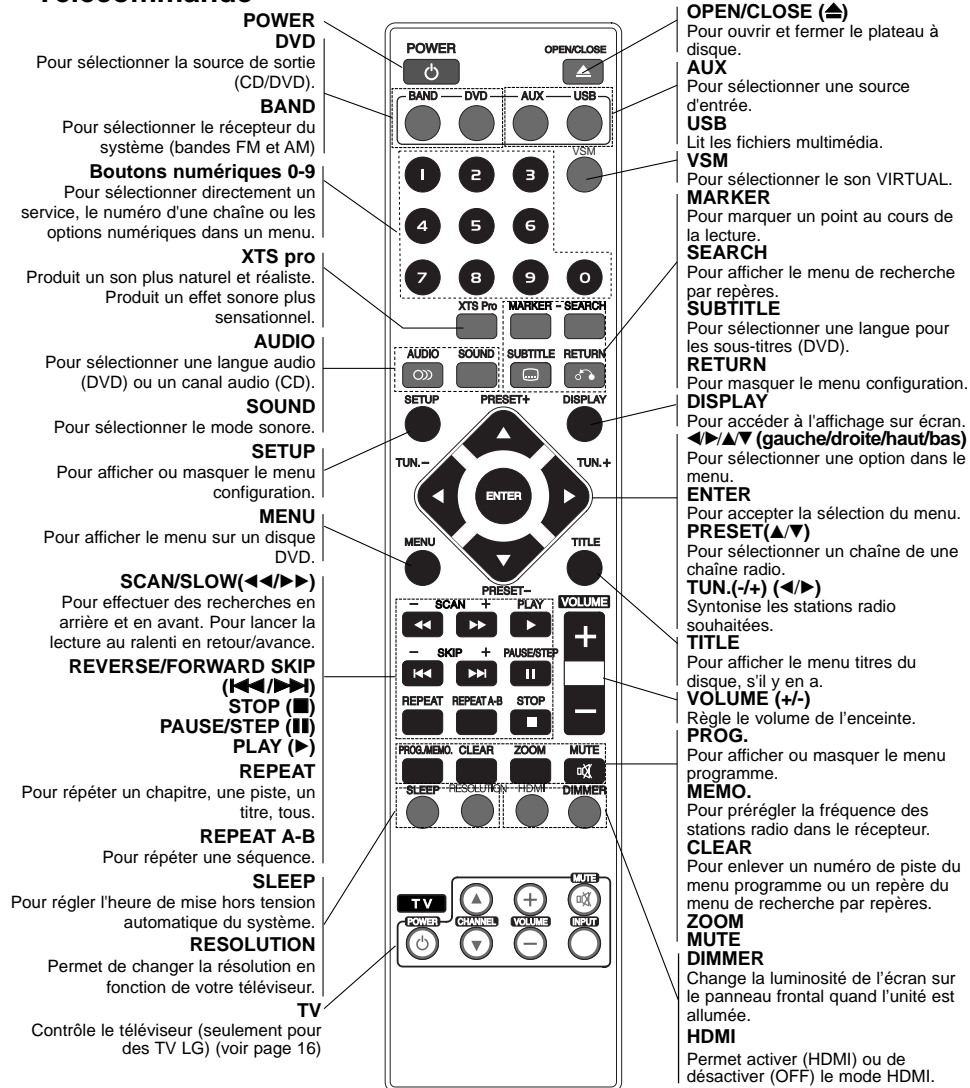 POWER
DVD
Pour sélectionner la source de sortie
(CD/DVD).
BAND
Pour sélectionner le récepteur du
système (bandes FM et AM)
Boutons numériques 0-9
Pour sélectionner directement un
service, le numéro d'une chaîne ou les
options numériques dans un menu.
XTS pro
Produit un son plus naturel et réaliste.
Produit un effet sonore plus
sensationnel.
AUDIO
Pour sélectionner une langue audio
(DVD) ou un canal audio (CD).
SOUND
Pour sélectionner le mode sonore.
SETUP
Pour afficher ou masquer le menu
configuration.
MENU
Pour afficher le menu sur un disque
DVD.
SCAN/SLOW(◄◄/►►)
Pour effectuer des recherches en
arrière et en avant. Pour lancer la
lecture au ralenti en retour/avance.
REVERSE/FORWARD SKIP
(|◄◄/►►|)
STOP (■)
PAUSE/STEP (❚❚)
PLAY (►)
REPEAT
Pour répéter un chapitre, une piste, un
titre, tous.
REPEAT A-B
Pour répéter une séquence.
SLEEP
Pour régler l'heure de mise hors tension
automatique du système.
RESOLUTION
Permet de changer la résolution en
fonction de votre téléviseur.
TV
Contrôle le téléviseur (seulement pour
des TV LG) (voir page 16)
POWER OPEN/CLOSE
BAND DVD AUX USB
VSM
1 2 3
4 5 6
7 8 9 0
XTS Pro MARKER - SEARCH
AUDIO SOUND SUBTITLE RETURN
SETUP PRESET+ DISPLAY
TUN.- TUN.+
ENTER
MENU TITLE
PRESET-
- SCAN + PLAY VOLUME
+
- SKIP + PAUSE/STEP
REPEAT REPEAT A-B STOP
-
PROG./MEMO. CLEAR ZOOM MUTE
SLEEP RESOLUTION HDMI DIMMER
MUTE
TV
POWER CHANNEL VOLUME INPUT
OPEN/CLOSE (⏏)
Pour ouvrir et fermer le plateau à
disque.
AUX
Pour sélectionner une source
d'entrée.
USB
Lit les fichiers multimédia.
VSM
Pour sélectionner le son VIRTUAL.
MARKER
Pour marquer un point au cours de
la lecture.
SEARCH
Pour afficher le menu de recherche
par repères.
SUBTITLE
Pour sélectionner une langue pour
les sous-titres (DVD).
RETURN
Pour masquer le menu configuration.
DISPLAY
Pour accéder à l'affichage sur écran.
◄/►/▲/▼ (gauche/droite/haut/bas)
Pour sélectionner une option dans le
menu.
ENTER
Pour accepter la sélection du menu.
PRESET(▲/▼)
Pour sélectionner un chaîne de une
chaîne radio.
TUN.(-/+) (◄/►)
Syntonise les stations radio
souhaitées.
TITLE
Pour afficher le menu titres du
disque, s'il y en a.
VOLUME (+/-)
Règle le volume de l'enceinte.
PROG.
Pour afficher ou masquer le menu
programme.
MEMO.
Pour prérégler la fréquence des
stations radio dans le récepteur.
CLEAR
Pour enlever un numéro de piste du
menu programme ou un repère du
menu de recherche par repères.
ZOOM
MUTE
DIMMER
Change la luminosité de l'écran sur
le panneau frontal quand l'unité est
allumée.
HDMI
Permet activer (HDMI) ou de
désactiver (OFF) le mode HDMI.